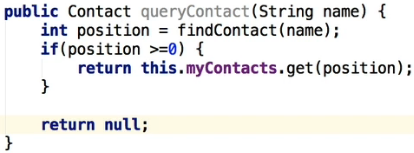 public Contact queryContact(String name) {
    int position = findContact(name);
    if(position >=0) {
        return this.myContacts.get(position);
    }

    return null;
}